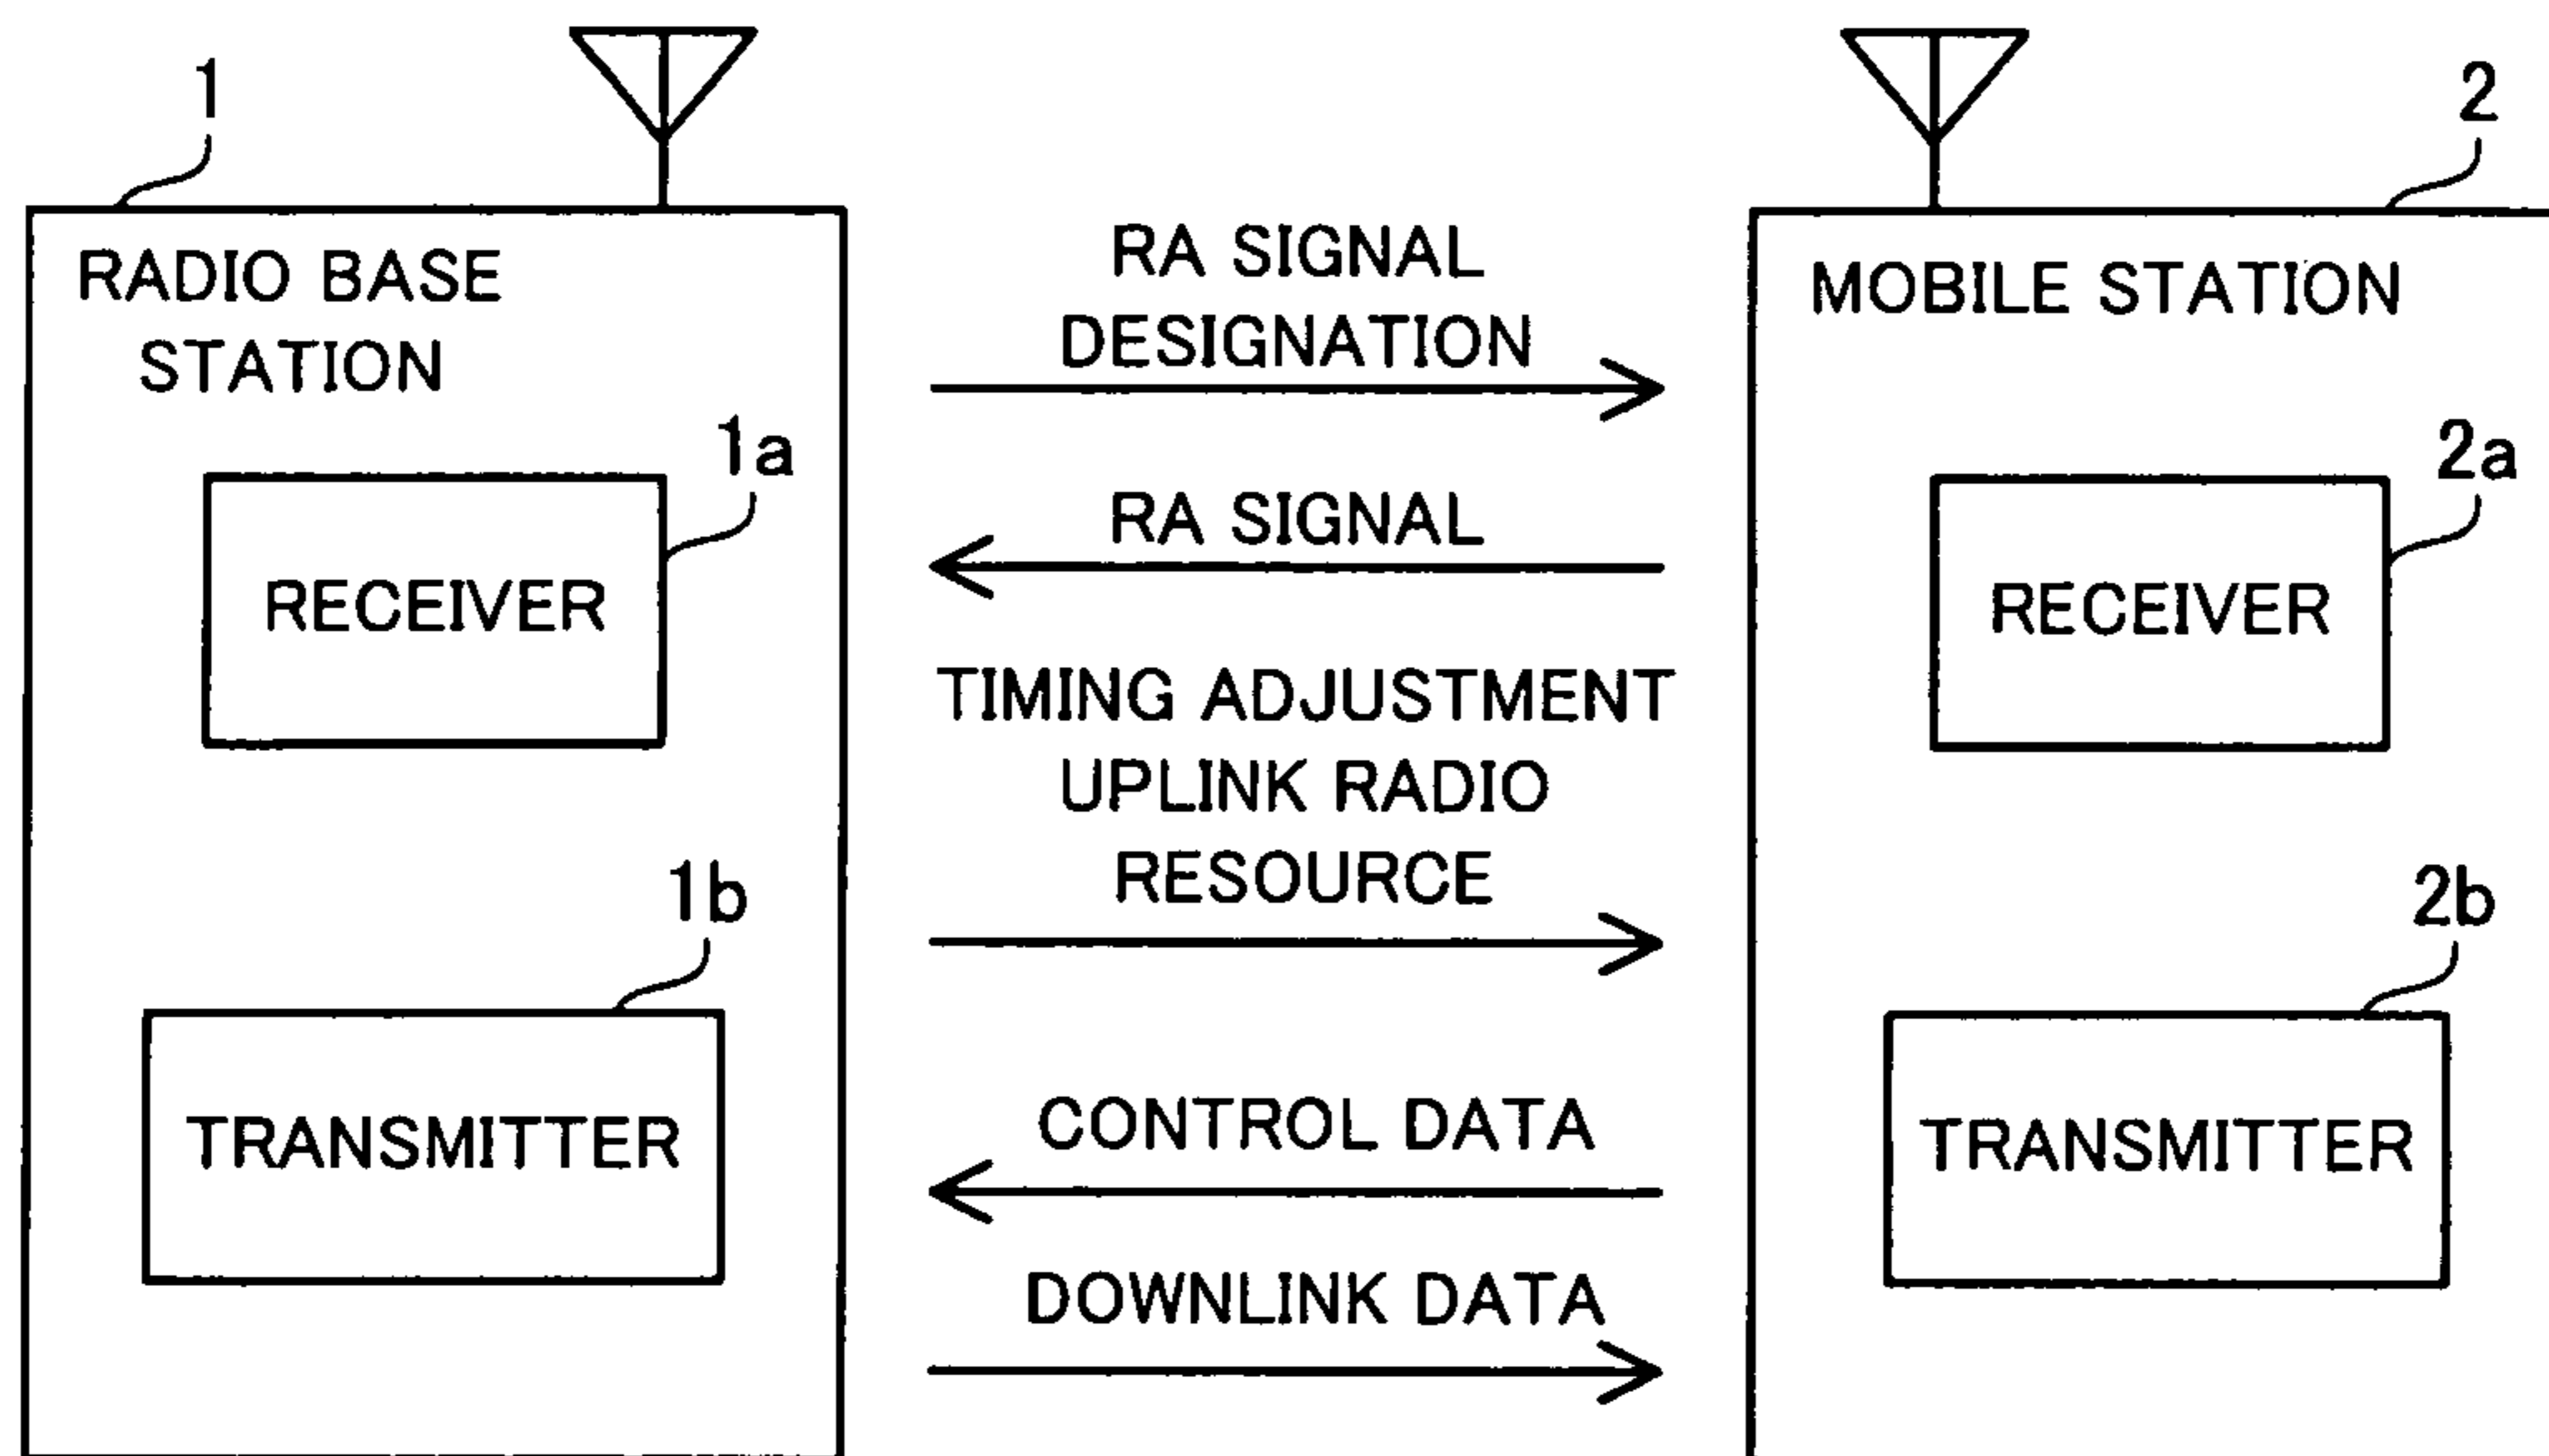 1
2
RADIO BASE
STATION
1a
RECEIVER
1b
TRANSMITTER
RA SIGNAL
DESIGNATION
RA SIGNAL
TIMING ADJUSTMENT
UPLINK RADIO
RESOURCE
CONTROL DATA
DOWNLINK DATA
MOBILE STATION
2a
RECEIVER
2b
TRANSMITTER